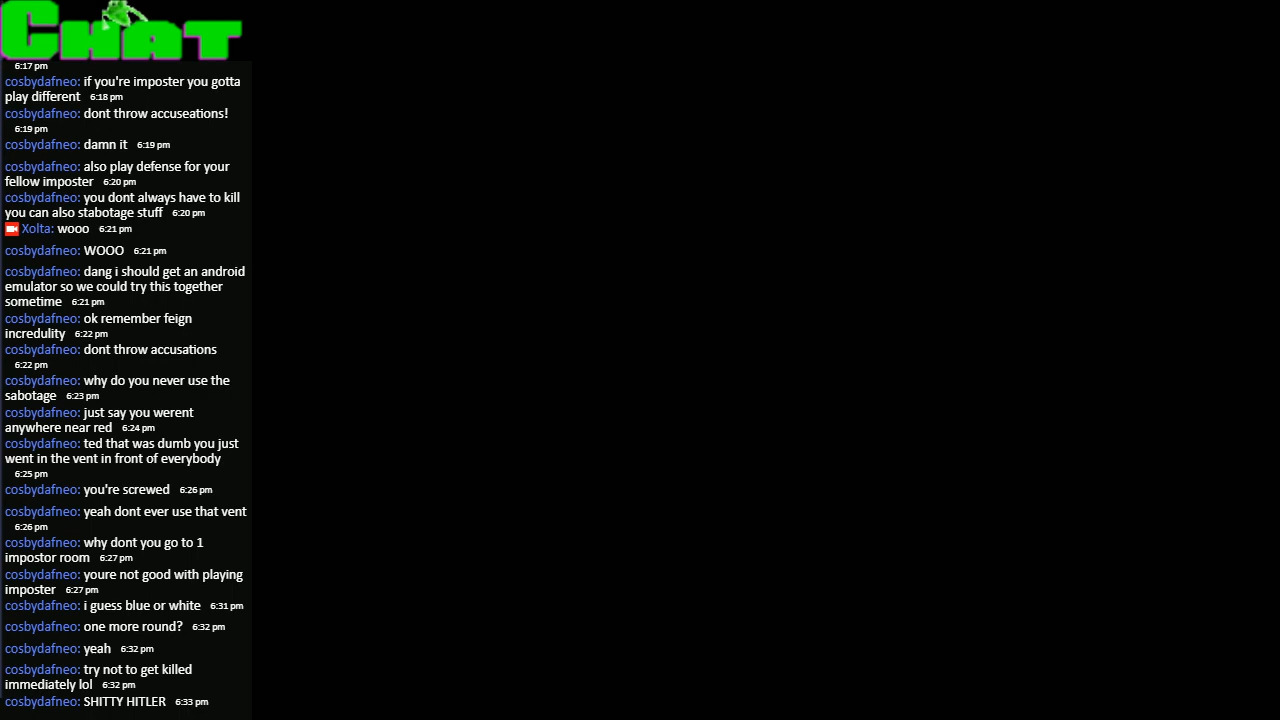 CHAT
6:17 pm
cosbydafneo: if you're imposter you gotta
play different 6:18 pm
cosbydafneo: dont throw accuseations!
6:19 pm
cosbydafneo: damn it 6:19 pm
cosbydafneo: also play defense for your
fellow imposter 6:20 pm
cosbydafneo: you dont always have to kill
you can also stabotage stuff 6:20 pm
Xolta: wooo 6:21 pm
cosbydafneo: WOOO 6:21 pm
cosbydafneo: dang i should get an android
emulator so we could try this together
sometime 6:21 pm
cosbydafneo: ok remember feign
incredulity 6:22 pm
cosbydafneo: dont throw accusations
6:22 pm
cosbydafneo: why do you never use the
sabotage 6:23 pm
cosbydafneo: just say you werent
anywhere near red 6:24 pm
cosbydafneo: ted that was dumb you just
went in the vent in front of everybody
6:25 pm
cosbydafneo: you're screwed 6:26 pm
cosbydafneo: yeah dont ever use that vent
6:26 pm
cosbydafneo: why dont you go to 1
impostor room 6:27 pm
cosbydafneo: youre not good with playing
imposter 6:27 pm
cosbydafneo: i guess blue or white 6:31 pm
cosbydafneo: one more round? 6:32 pm
cosbydafneo: yeah 6:32 pm
cosbydafneo: try not to get killed
immediately lol 6:32 pm
cosbydafneo: SHITTY HITLER 6:33 pm